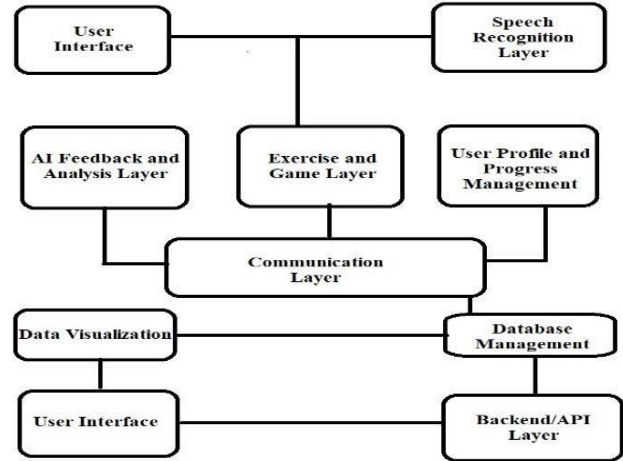 User
Interface
Speech
Recognition
Layer
AI Feedback and
Analysis Layer
Exercise and
Game Layer
User Profile and
Progress
Management
Communication
Layer
Data Visualization
Database
Management
User Interface
Backend/API
Layer